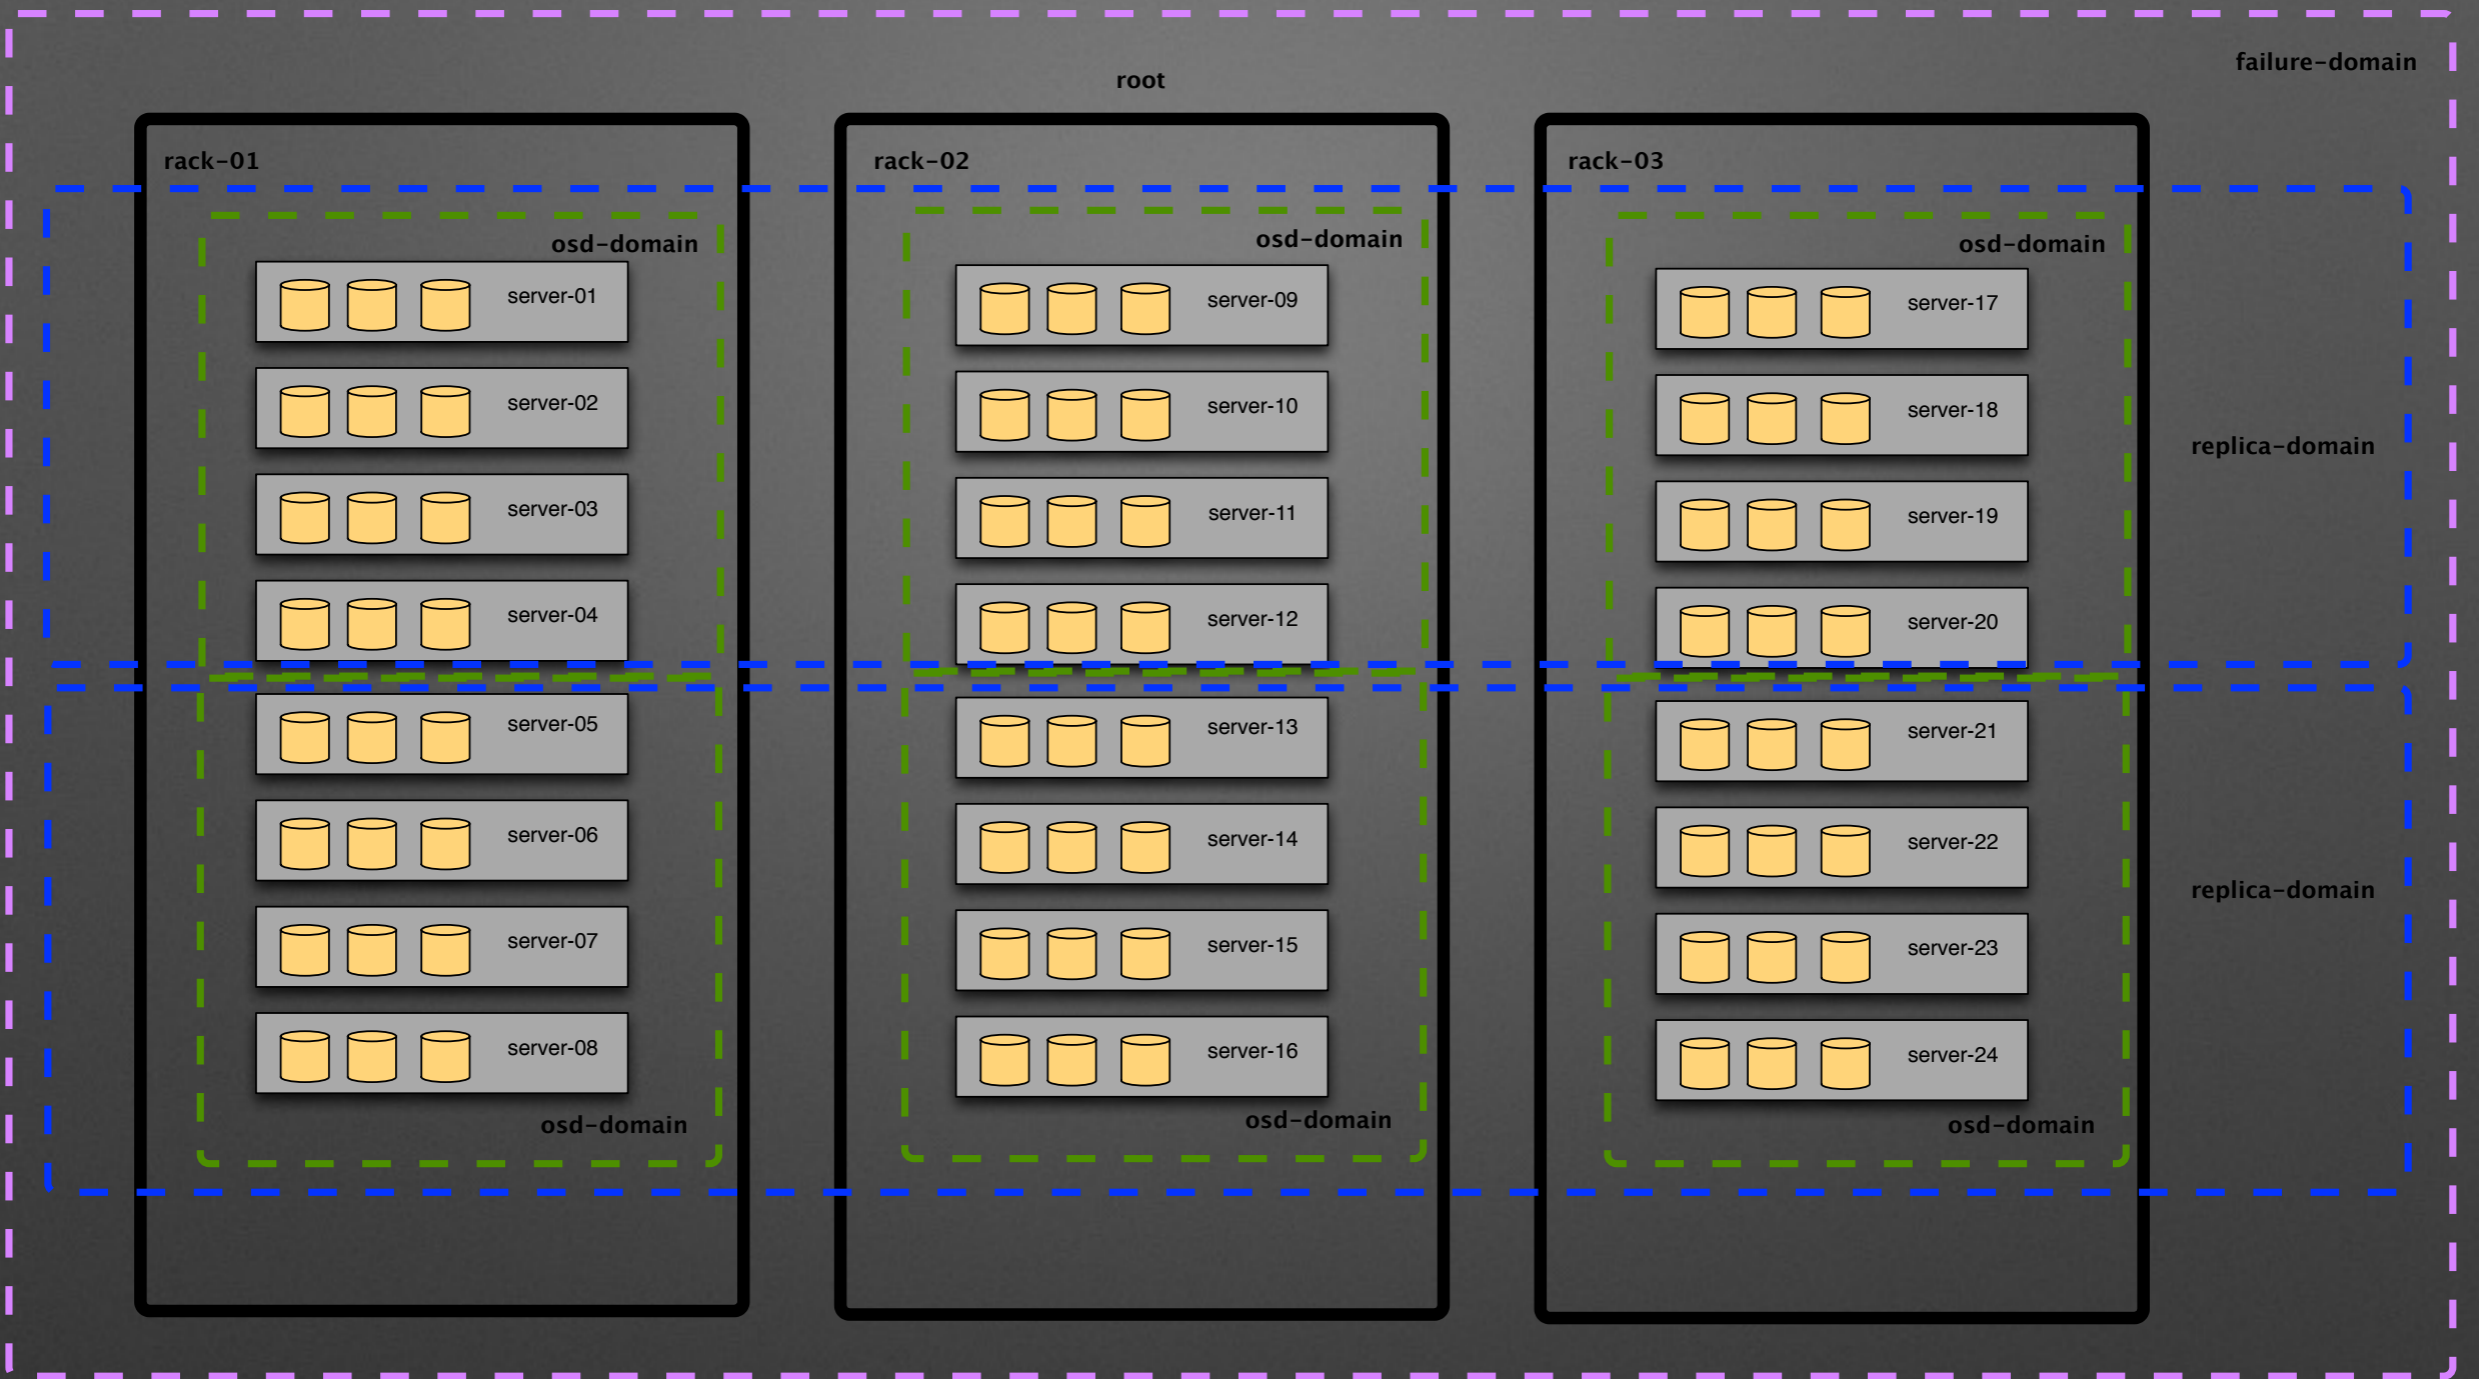 failure-domain
root
rack-01
rack-02
rack-03
osd-domain
server-01
server-02
server-03
server-04
server-05
server-06
server-07
server-08
osd-domain
osd-domain
server-09
server-10
server-11
server-12
server-13
server-14
server-15
server-16
osd-domain
osd-domain
server-17
server-18
server-19
server-20
server-21
server-22
server-23
server-24
osd-domain
replica-domain
replica-domain